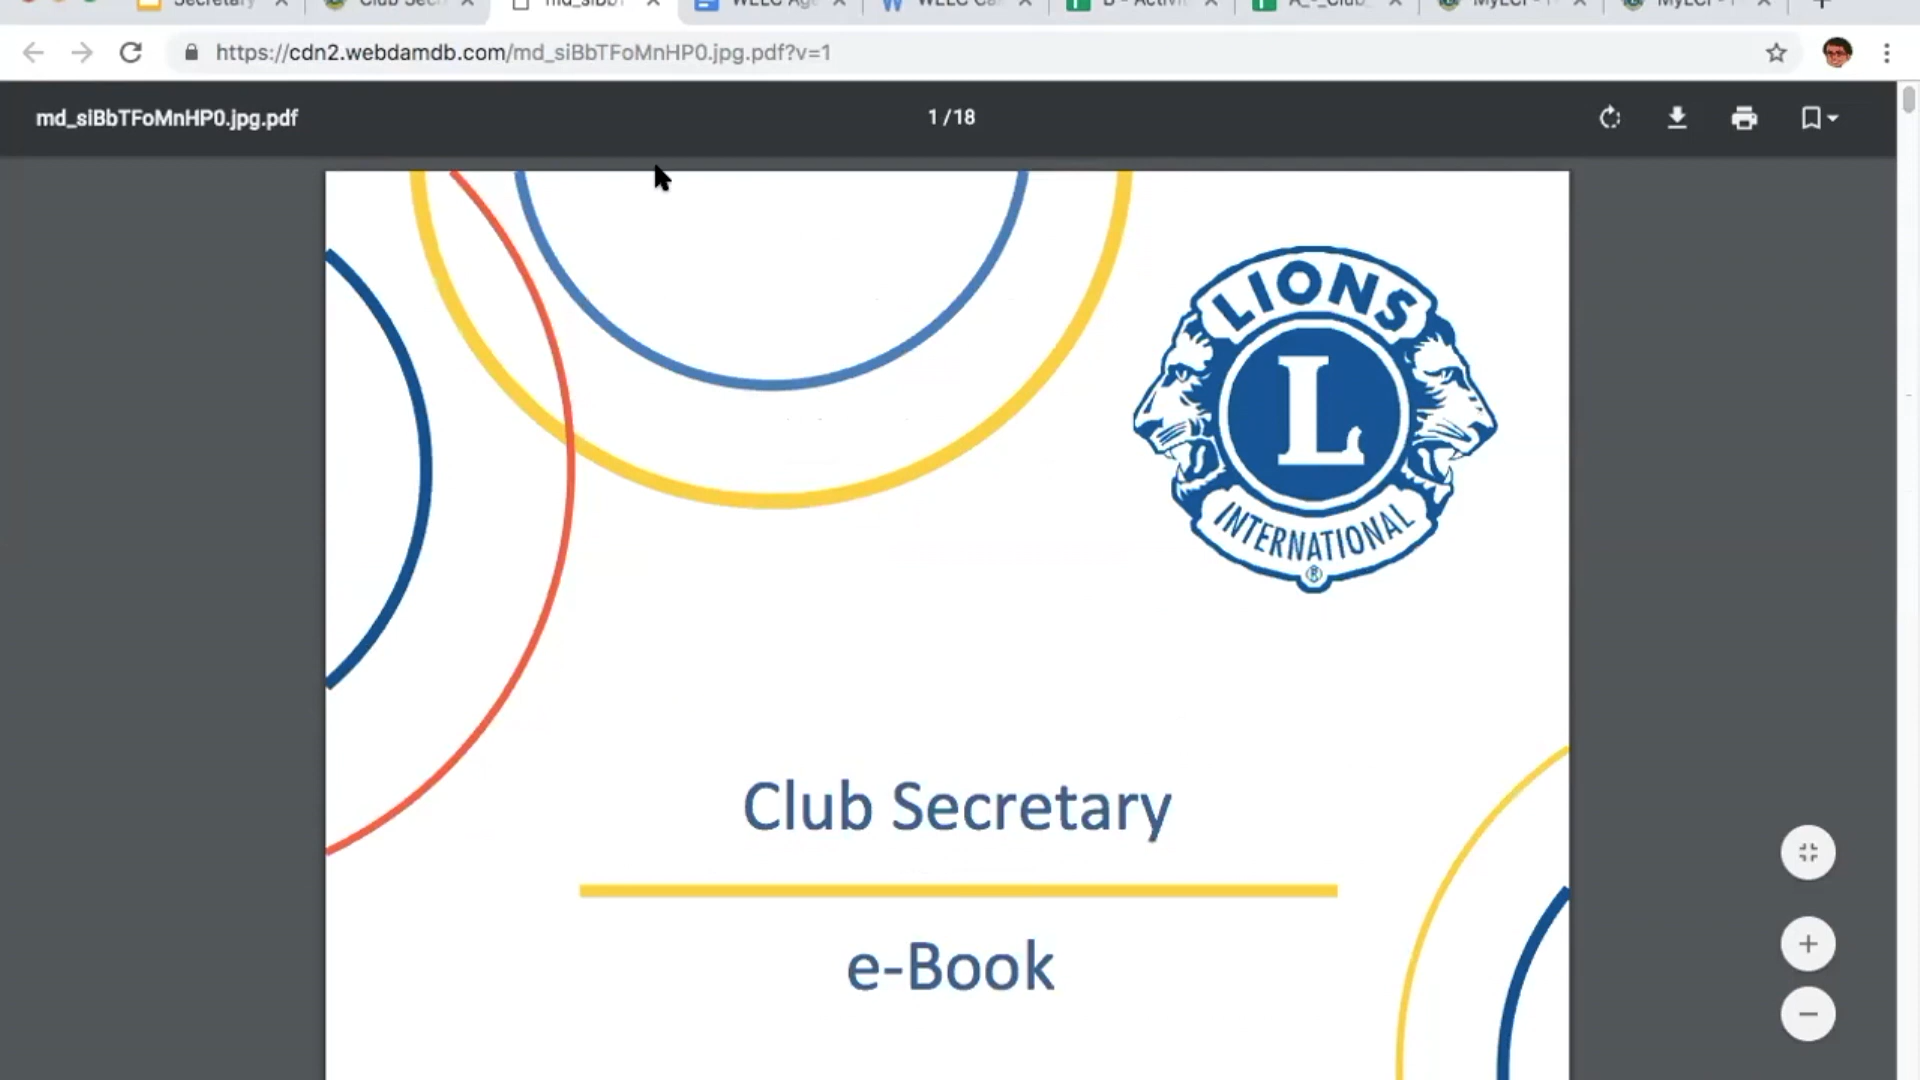 https://cdn2.webdamdb.com/md_siBbTFoMnHP0.jpg.pdf?v=1
md_siBbTFoMnHP0.jpg.pdf
1 / 18
LIONS
L
INTERNATIONAL
®
Club Secretary
e-Book